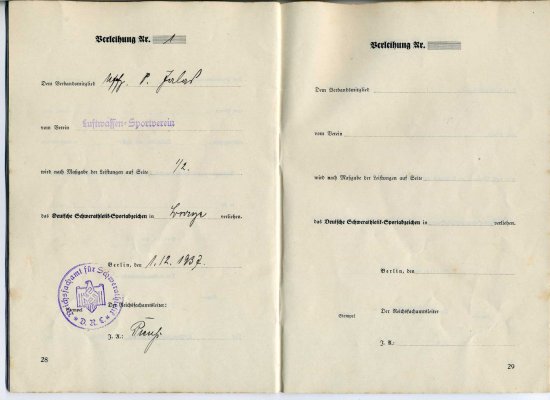 Verleihung Nr. 1
Dem Verbandsmitglied Uffz. P.
vom Verein Luftwaffen-Sportverein
wird nach Maßgabe der Leistungen auf Seite 1/2.
das Deutsche Schwerathletik-Sportabzeichen in Bronze verliehen.
Berlin, den 1.12.1937.
Reichsfachamt für Schwerathletik
D.R.L.
Stempel
Der Reichsfachamtsleiter:
J. A.:
28
Verleihung Nr.
Dem Verbandsmitglied
vom Verein
wird nach Maßgabe der Leistungen auf Seite
das Deutsche Schwerathletik-Sportabzeichen in verliehen.
Berlin, den
Stempel
Der Reichsfachamtsleiter
J. A.:
29